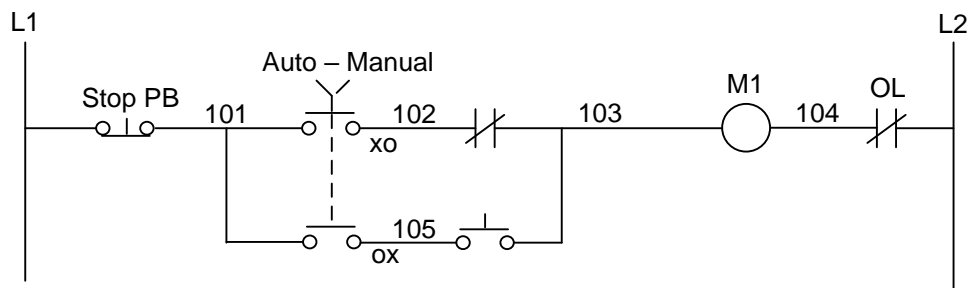 L1
L2
Auto – Manual
Stop PB
M1
OL
101
102
103
104
xo
105
ox